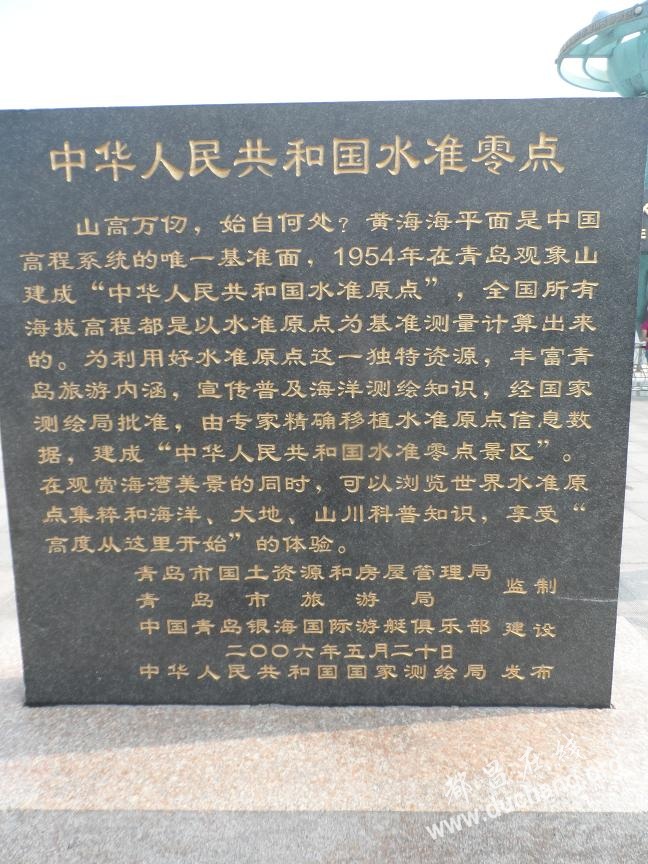 中华人民共和国水准零点
山高万仞，始自何处？黄海海平面是中国
高程系统的唯一基准面，1954年在青岛观象山
建成“中华人民共和国水准原点”，全国所有
海拔高程都是以水准原点为基准测量计算出来
的。为利用好水准原点这一独特资源，丰富青
岛旅游内涵，宣传普及海洋测绘知识，经国家
测绘局批准，由专家精确移植水准原点信息数
据，建成“中华人民共和国水准零点景区”。
在观赏海湾美景的同时，可以浏览世界水准原
点集粹和海洋、大地、山川科普知识，享受“
高度从这里开始”的体验。
青岛市国土资源和房屋管理局
青岛市旅游局
监制
中国青岛银海国际游艇俱乐部 建设
二〇〇六年五月二十日
中华人民共和国国家测绘局 发布
都昌在线